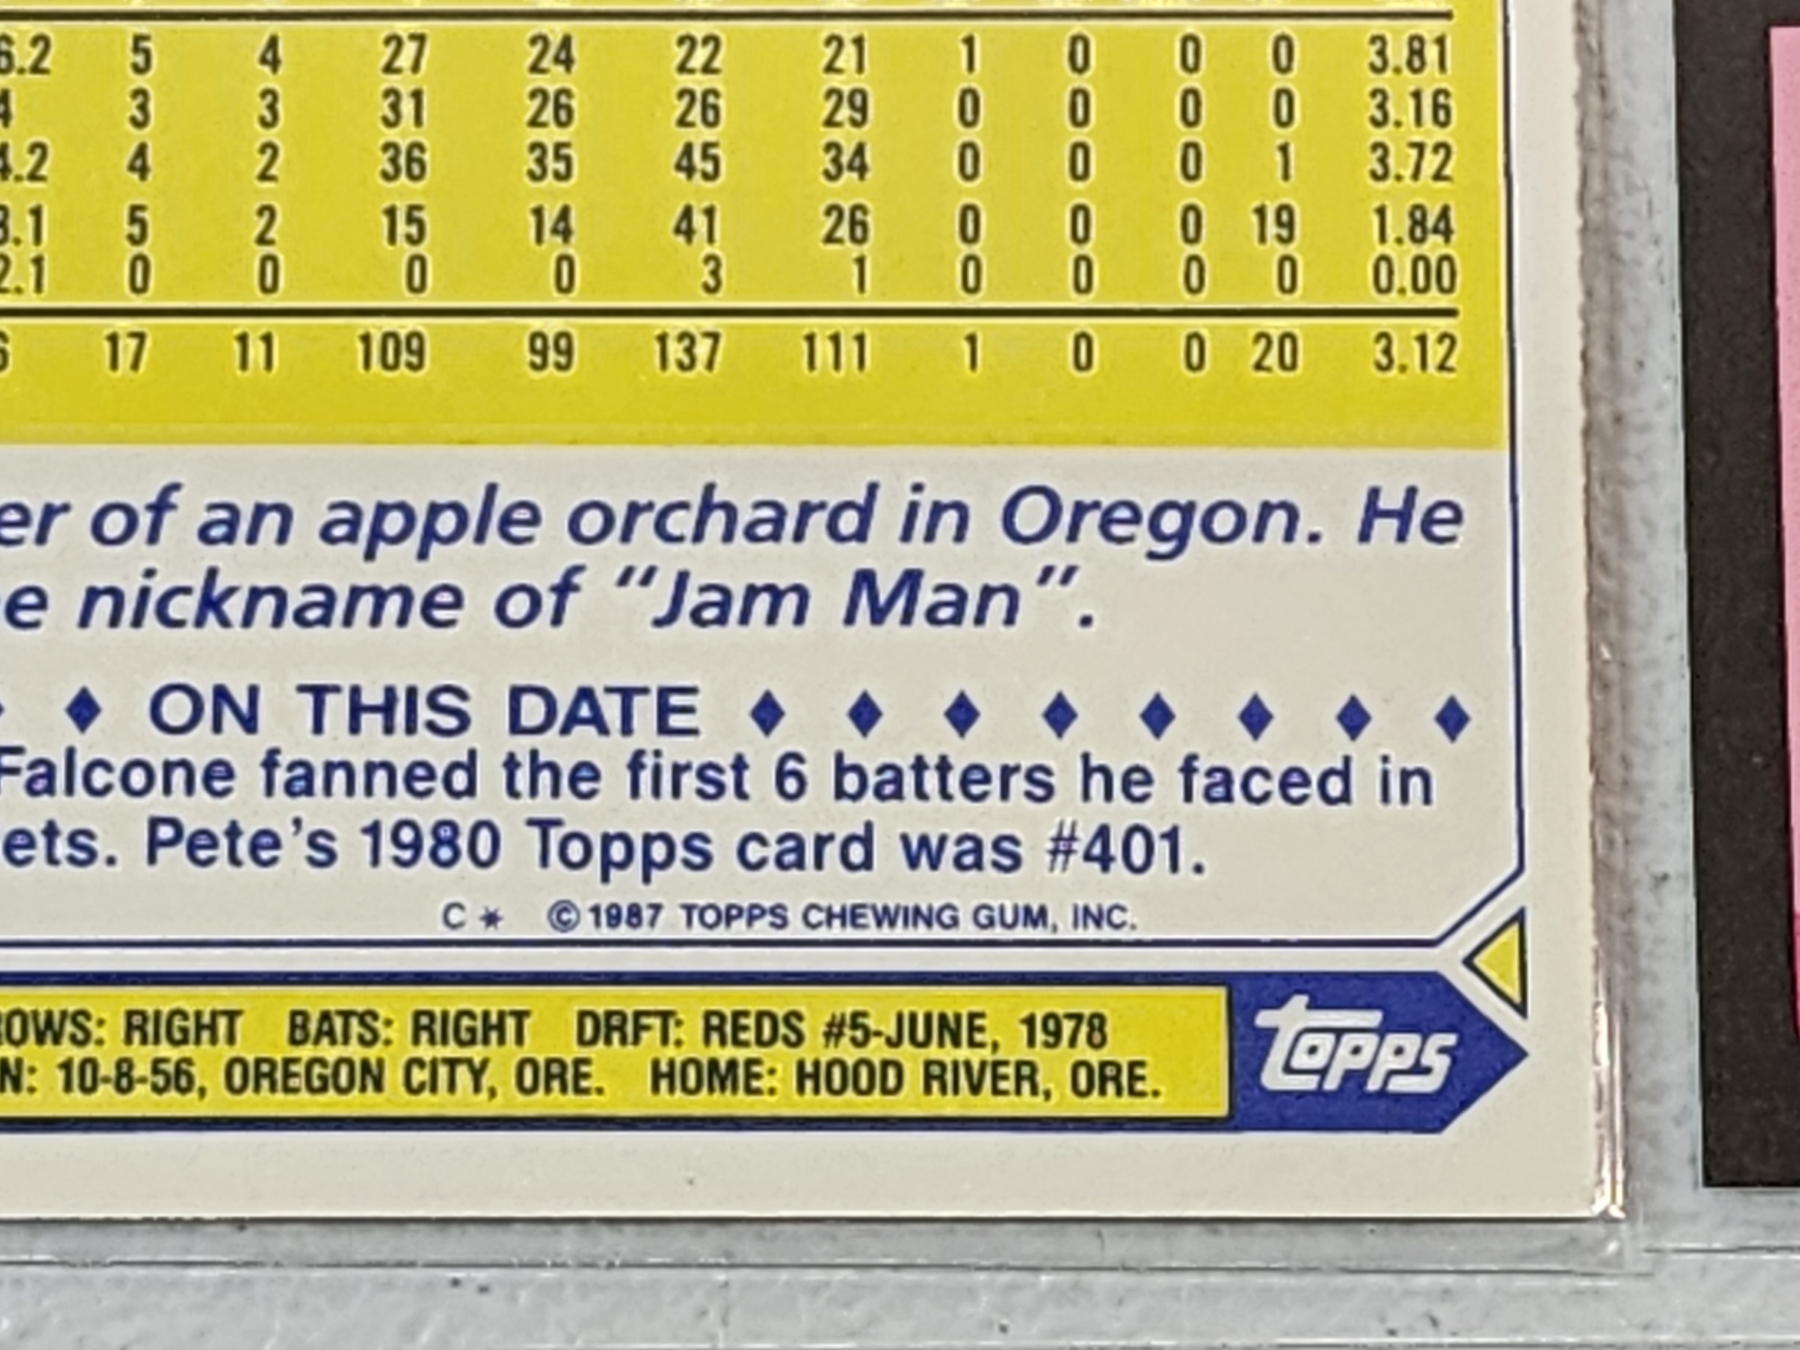 6.2 5 4 27 24 22 21 1 0 0 0 3.81
4 3 3 31 26 26 29 0 0 0 0 3.16
4.2 4 2 36 35 45 34 0 0 0 1 3.72
3.1 5 2 15 14 41 26 0 0 0 19 1.84
2.1 0 0 0 0 3 1 0 0 0 0 0.00
6 17 11 109 99 137 111 1 0 0 20 3.12
er of an apple orchard in Oregon. He
e nickname of "Jam Man".
♦ ON THIS DATE ♦ ♦ ♦ ♦ ♦ ♦ ♦ ♦
Falcone fanned the first 6 batters he faced in
ets. Pete's 1980 Topps card was #401.
C* ©1987 TOPPS CHEWING GUM, INC.
ROWS: RIGHT BATS: RIGHT DRFT: REDS #5-JUNE, 1978
N: 10-8-56, OREGON CITY, ORE. HOME: HOOD RIVER, ORE.
topps